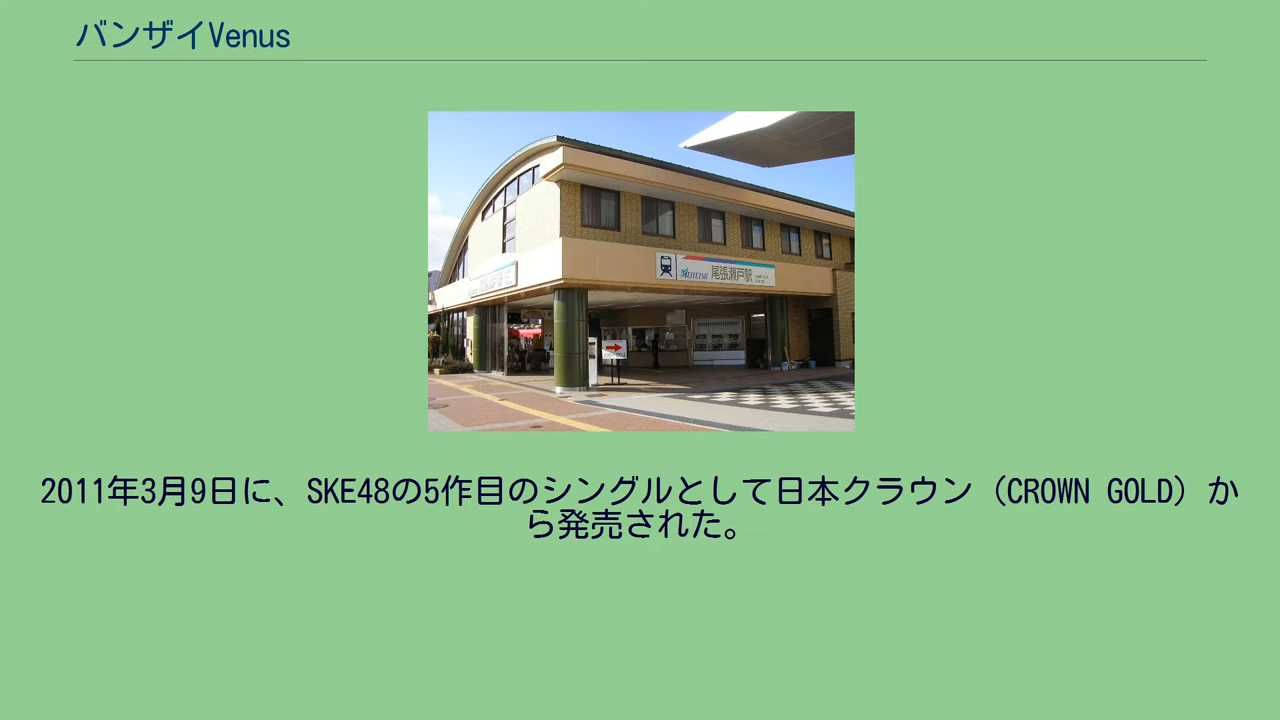 バンザイVenus
MEITETSU 尾張瀬戸駅
2011年3月9日に、SKE48の5作目のシングルとして日本クラウン（CROWN GOLD）か
ら発売された。